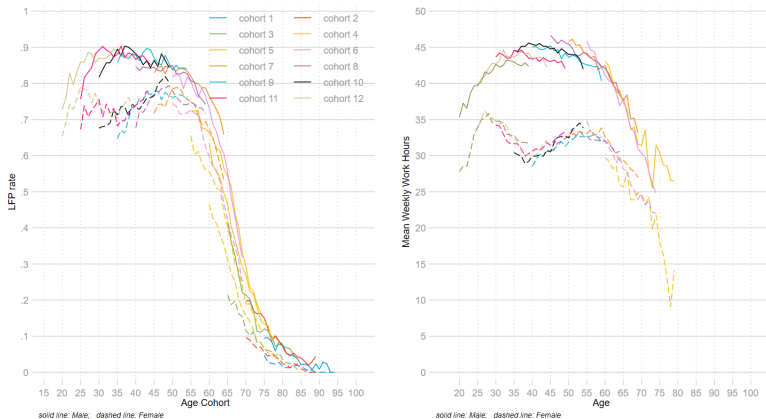 1
.9
.8
.7
.6
.5
.4
.3
.2
.1
0
LFP rate
cohort 1 cohort 2
cohort 3 cohort 4
cohort 5 cohort 6
cohort 7 cohort 8
cohort 9 cohort 10
cohort 11 cohort 12
15 20 25 30 35 40 45 50 55 60 65 70 75 80 85 90 95 100
Age Cohort
solid line: Male; dashed line: Female
50
45
40
35
30
25
20
15
10
5
0
Mean Weekly Work Hours
20 25 30 35 40 45 50 55 60 65 70 75 80 85 90 95 100
Age
solid line: Male; dashed line: Female